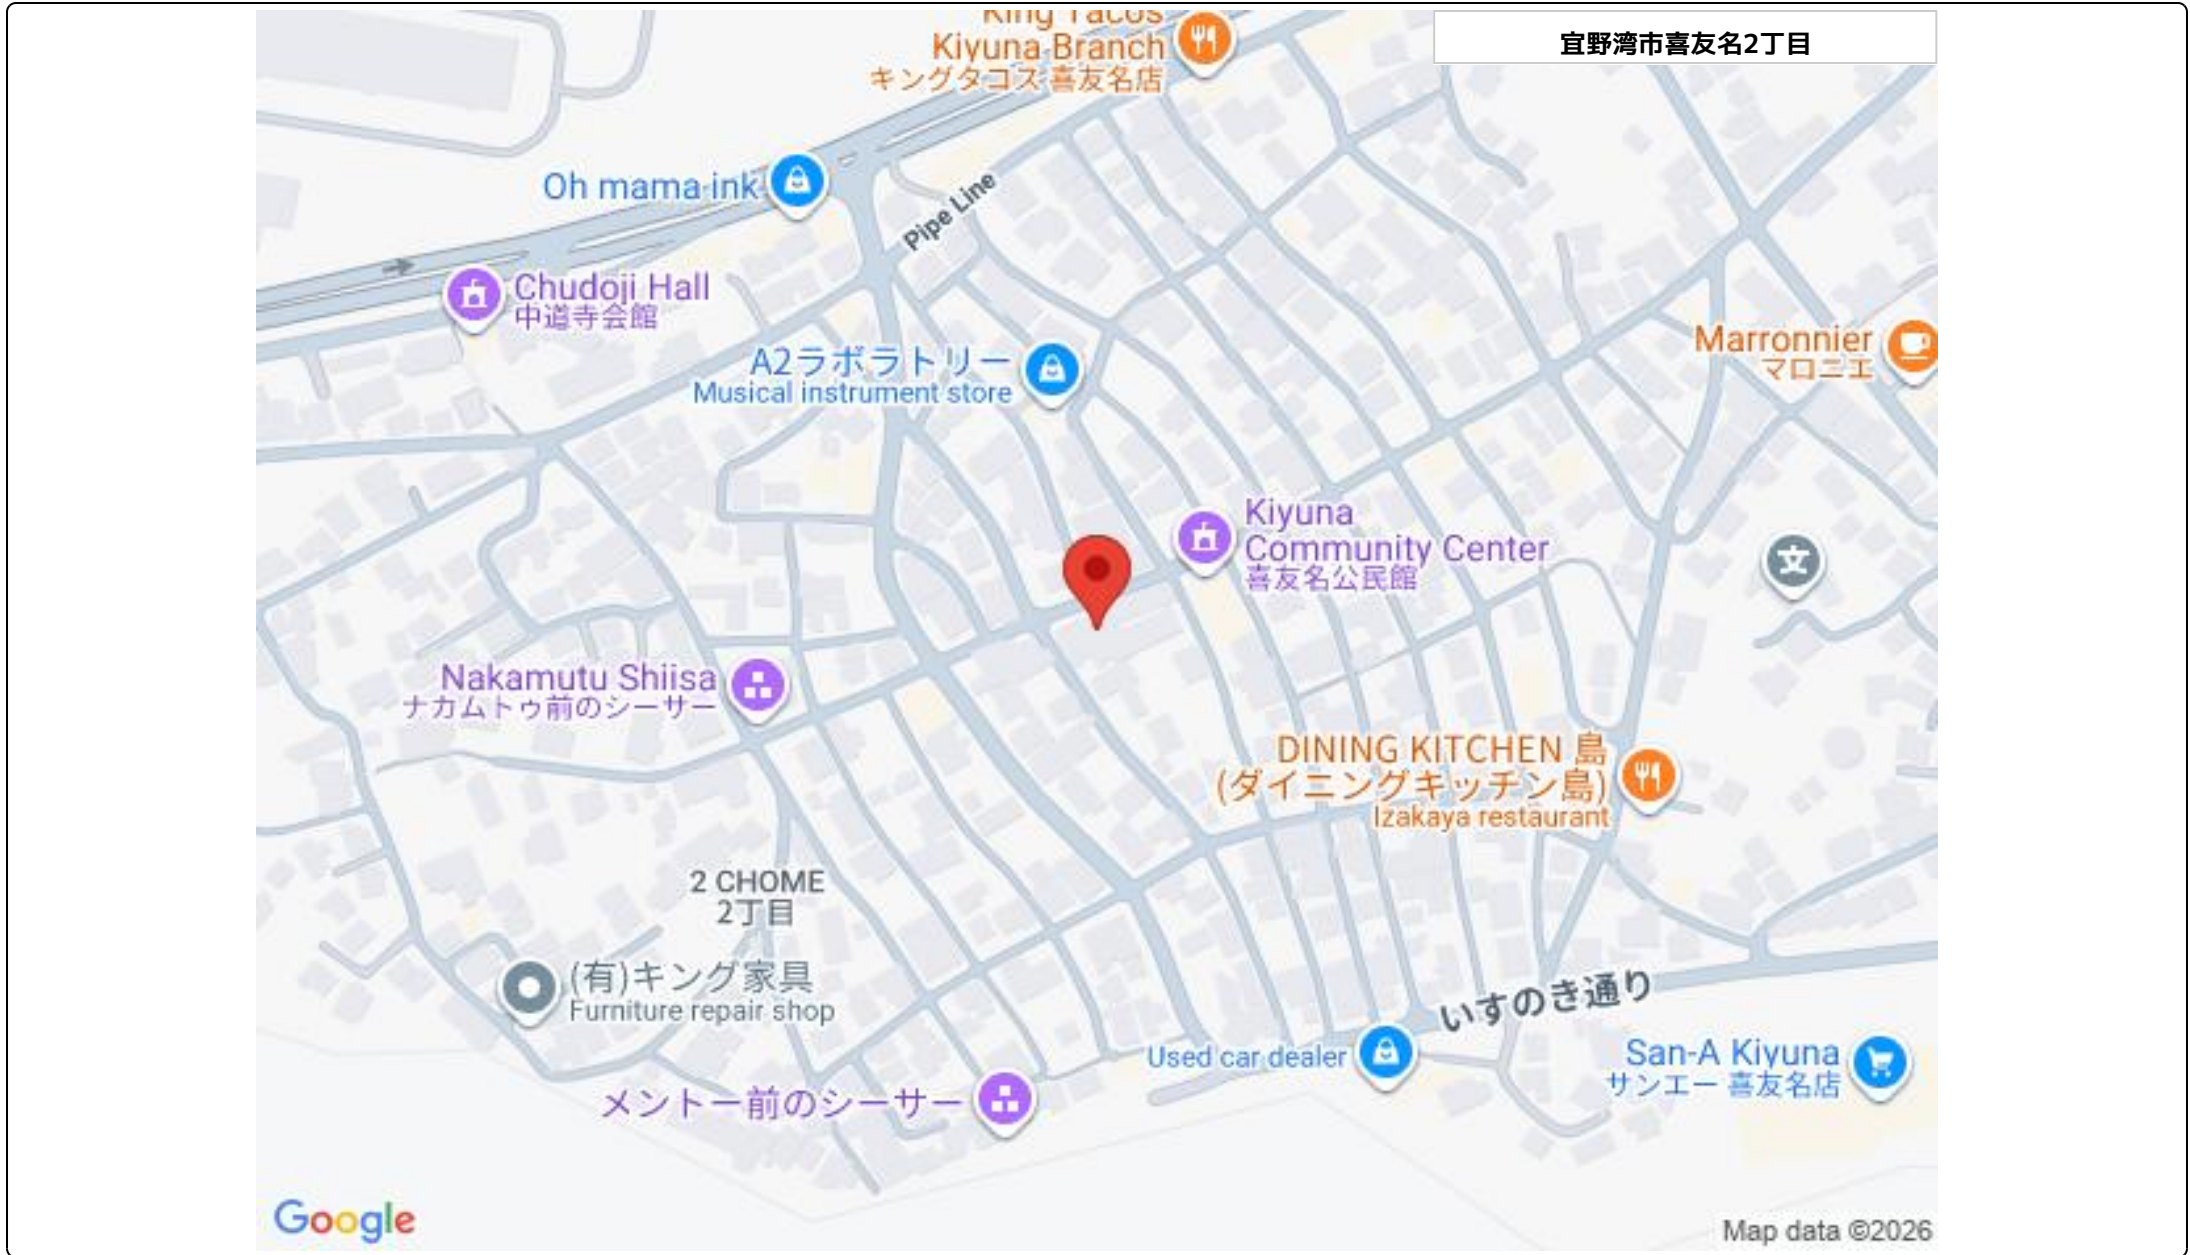 King Tacos
Kiyuna Branch
キングタコス 喜友名店
宜野湾市喜友名2丁目
Oh mama ink
Pipe Line
Chudoji Hall
中道寺会館
A2ラボラトリー
Musical instrument store
Marronnier
マロニエ
Kiyuna
Community Center
喜友名公民館
文
Nakamutu Shiisa
ナカムトゥ前のシーサー
DINING KITCHEN 島
(ダイニングキッチン島)
Izakaya restaurant
2 CHOME
2丁目
(有)キング家具
Furniture repair shop
いすのき通り
Used car dealer
San-A Kiyuna
サンエー 喜友名店
メントー前のシーサー
Google
Map data ©2026